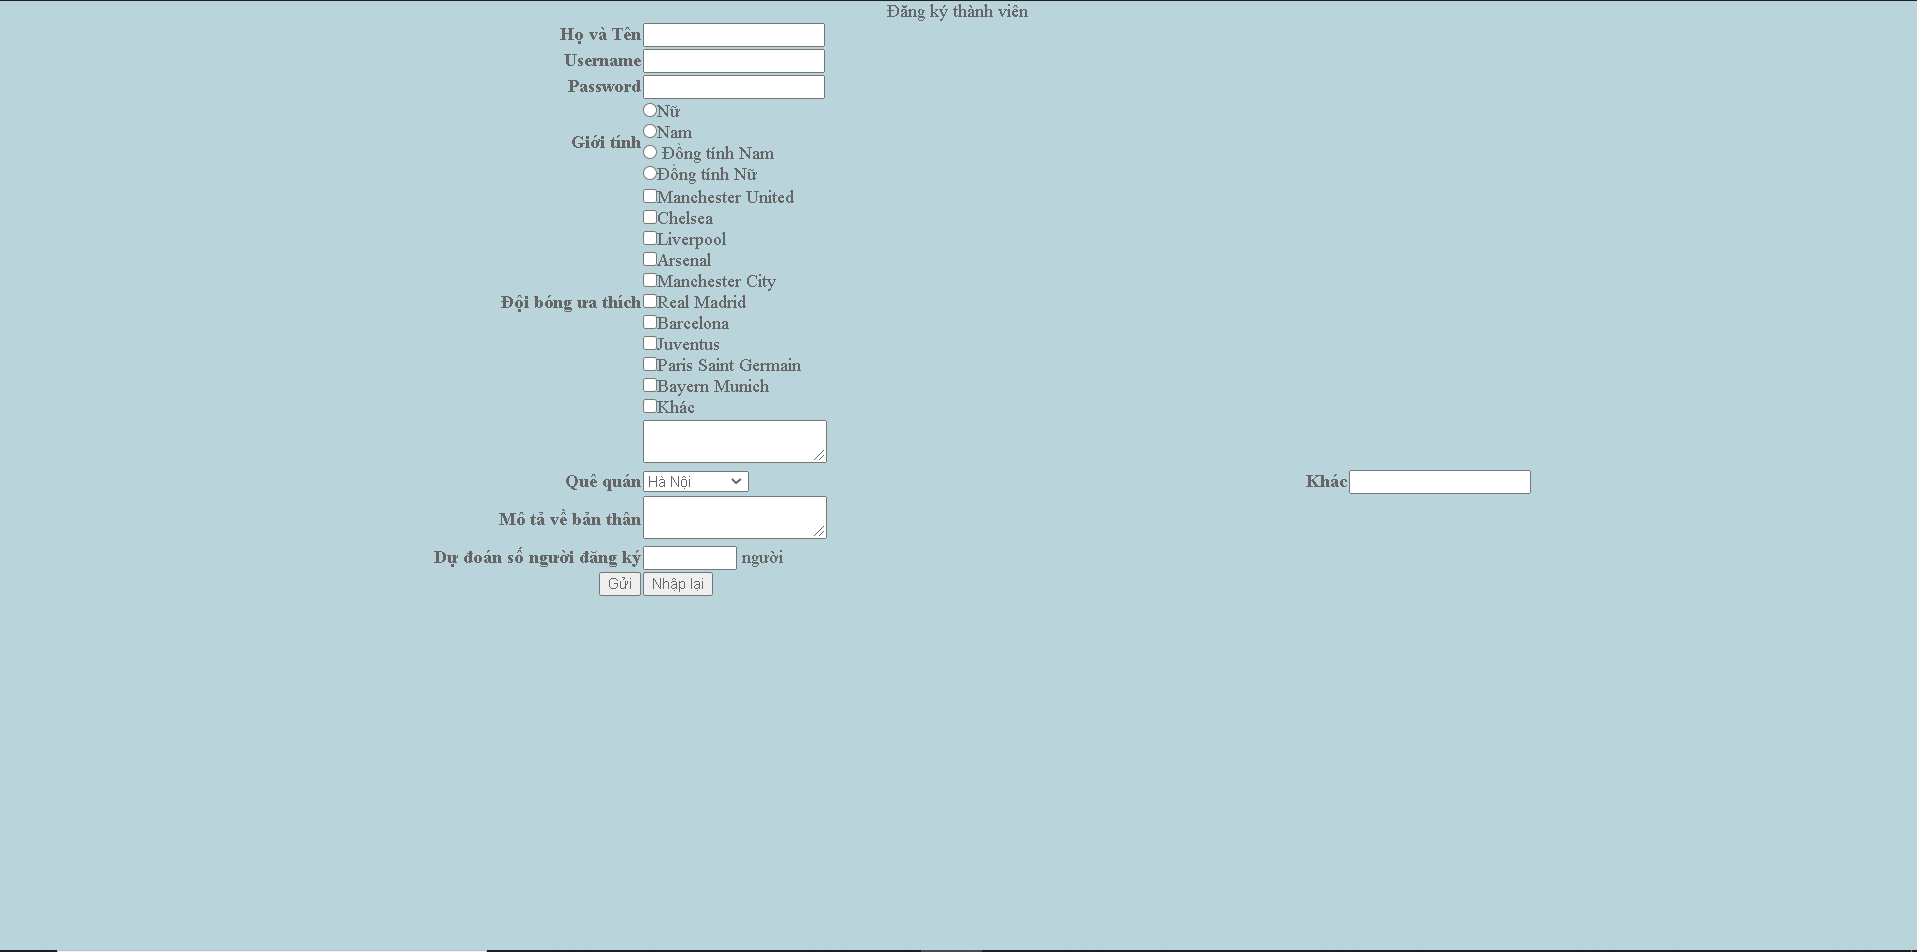 Đăng ký thành viên
Họ và Tên
Username
Password
Giới tính
Nữ
Nam
Đồng tính Nam
Đồng tính Nữ
Đội bóng ưa thích
Manchester United
Chelsea
Liverpool
Arsenal
Manchester City
Real Madrid
Barcelona
Juventus
Paris Saint Germain
Bayern Munich
Khác
Quê quán Hà Nội Khác
Mô tả về bản thân
Dự đoán số người đăng ký người
Gửi Nhập lại